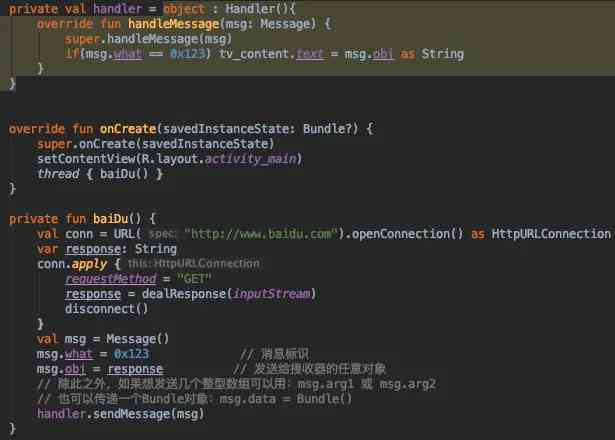 private val handler = object : Handler(){
    override fun handleMessage(msg: Message) {
        super.handleMessage(msg)
        if(msg.what == 0x123) tv_content.text = msg.obj as String
    }
}
override fun onCreate(savedInstanceState: Bundle?) {
    super.onCreate(savedInstanceState)
    setContentView(R.layout.activity_main)
    thread { baiDu() }
}
private fun baiDu() {
    val conn = URL( spec: "http://www.baidu.com").openConnection() as HttpURLConnection
    var response: String
    conn.apply { this: HttpURLConnection
        requestMethod = "GET"
        response = dealResponse(inputStream)
        disconnect()
    }
    val msg = Message()
    msg.what = 0x123 // 消息标识
    msg.obj = response // 发送给接收器的任意对象
    // 除此之外，如果想发送几个整型数组可以用：msg.arg1 或 msg.arg2
    // 也可以传递一个Bundle对象：msg.data = Bundle()
    handler.sendMessage(msg)
}